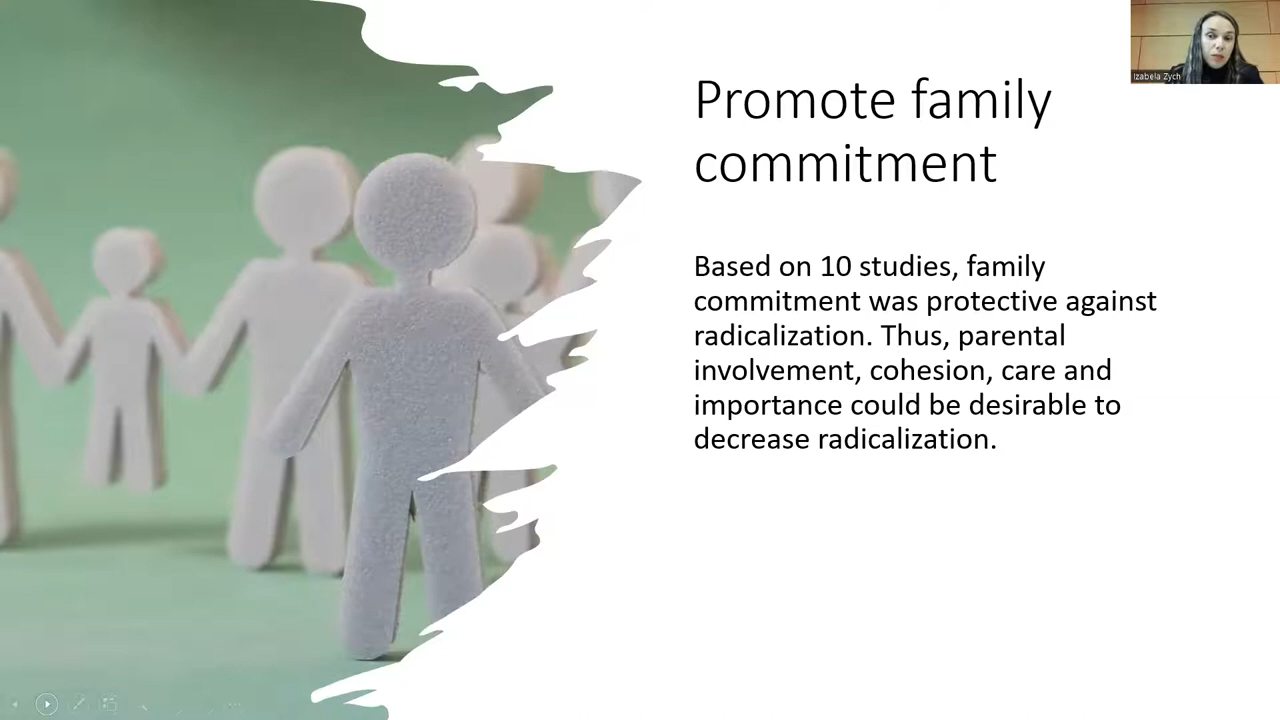 Izabela Zych
Promote family
commitment
Based on 10 studies, family
commitment was protective against
radicalization. Thus, parental
involvement, cohesion, care and
importance could be desirable to
decrease radicalization.